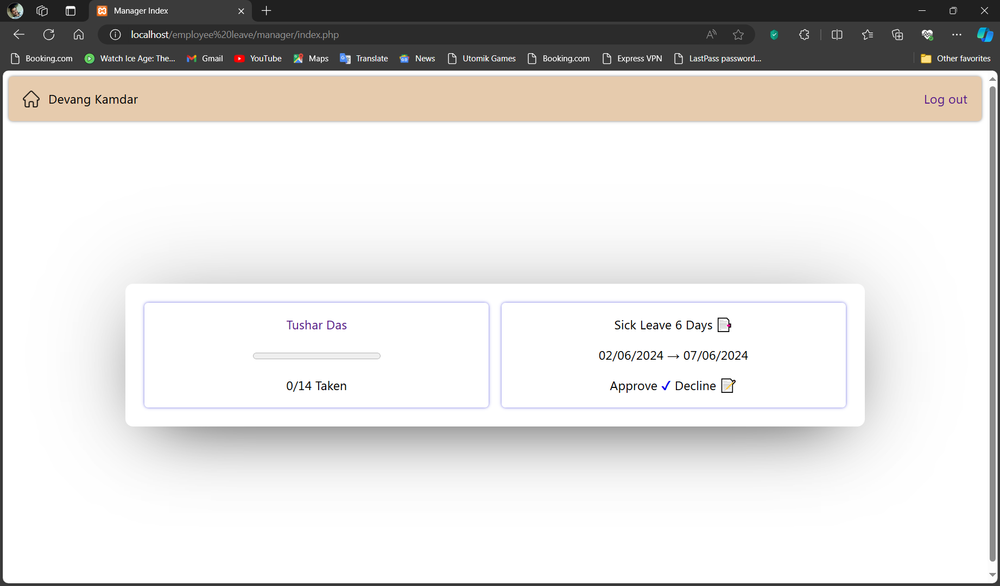 Manager Index
localhost/employee%20leave/manager/index.php
Booking.com Watch Ice Age: The... Gmail YouTube Maps Translate News Utomik Games Booking.com Express VPN LastPass password... Other favorites
Devang Kamdar Log out
Tushar Das
0/14 Taken
Sick Leave 6 Days
02/06/2024 → 07/06/2024
Approve ✔ Decline